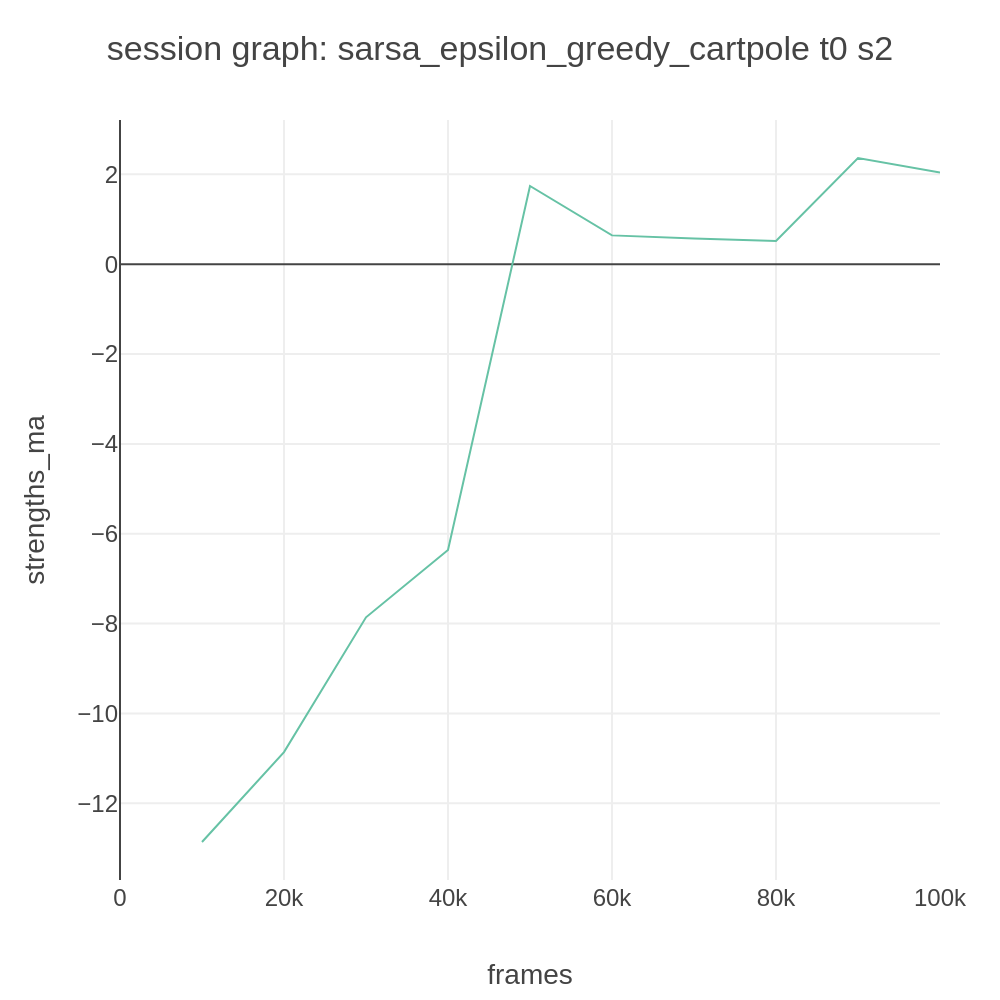 session graph: sarsa_epsilon_greedy_cartpole t0 s2
2
0
−2
−4
−6
−8
−10
−12
strengths_ma
0 20k 40k 60k 80k 100k
frames